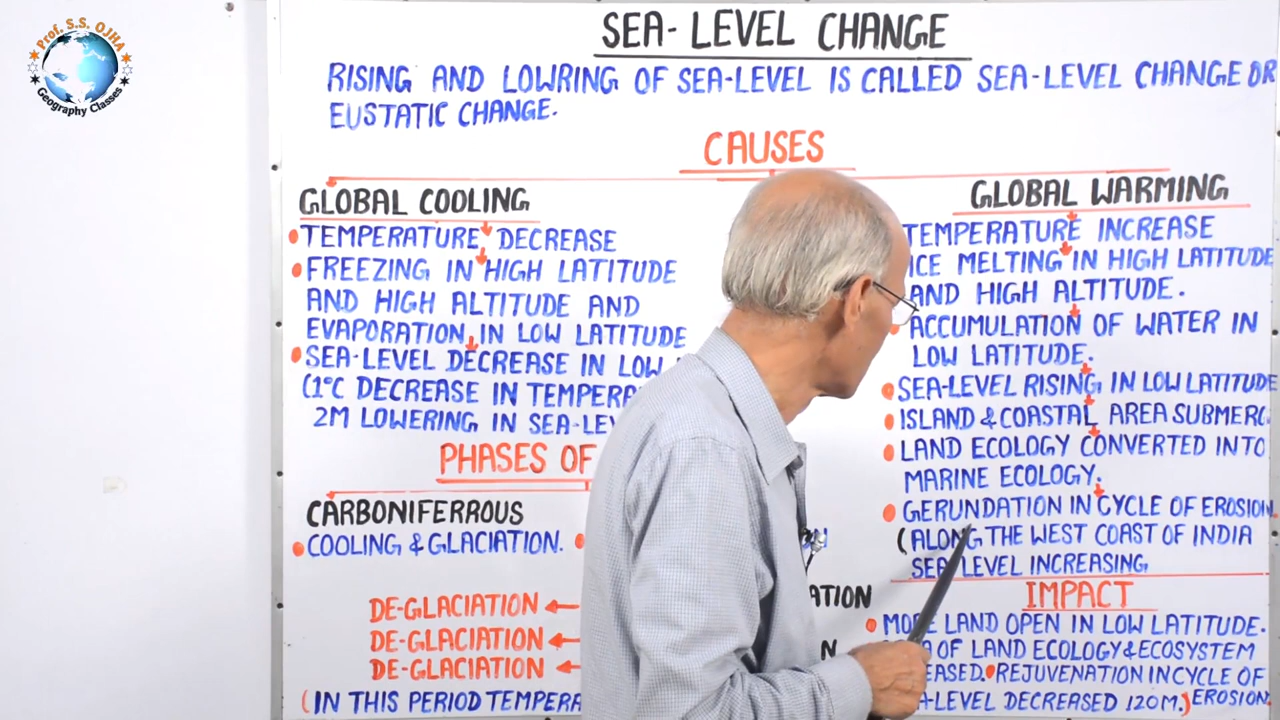 Prof. S.S. OJHA
Geography Classes
SEA-LEVEL CHANGE
RISING AND LOWRING OF SEA-LEVEL IS CALLED SEA-LEVEL CHANGE OR
EUSTATIC CHANGE.
CAUSES
GLOBAL COOLING
TEMPERATURE DECREASE
FREEZING IN HIGH LATITUDE
AND HIGH ALTITUDE AND
EVAPORATION IN LOW LATITUDE
SEA-LEVEL DECREASE IN LOW
(1°C DECREASE IN TEMPERA
2M LOWERING IN SEA-LEV
GLOBAL WARMING
TEMPERATURE INCREASE
ICE MELTING IN HIGH LATITUDE
AND HIGH ALTITUDE.
ACCUMULATION OF WATER IN
LOW LATITUDE.
SEA-LEVEL RISING IN LOW LATITUDE
ISLAND & COASTAL AREA SUBMERG
LAND ECOLOGY CONVERTED INTO
MARINE ECOLOGY.
GERUNDATION IN CYCLE OF EROSION
(ALONG THE WEST COAST OF INDIA
SEA-LEVEL INCREASING
PHASES OF
CARBONIFERROUS
COOLING & GLACIATION.
DE-GLACIATION
DE-GLACIATION
DE-GLACIATION
(IN THIS PERIOD TEMPERA
ATION
N
IMPACT
MORE LAND OPEN IN LOW LATITUDE.
OF LAND ECOLOGY & ECOSYSTEM
EASED. REJUVENATION IN CYCLE OF
A-LEVEL DECREASED 120M.) EROSION.